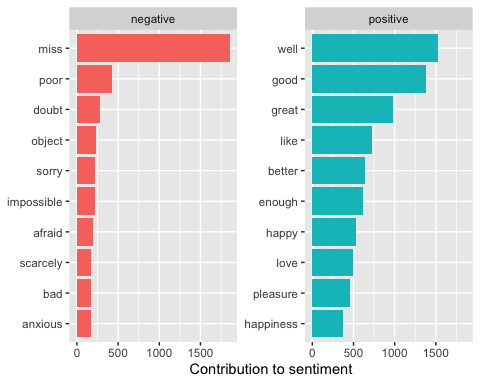 negative
miss
poor
doubt
object
sorry
impossible
afraid
scarcely
bad
anxious
0 500 1000 1500
positive
well
good
great
like
better
enough
happy
love
pleasure
happiness
0 500 1000 1500
Contribution to sentiment